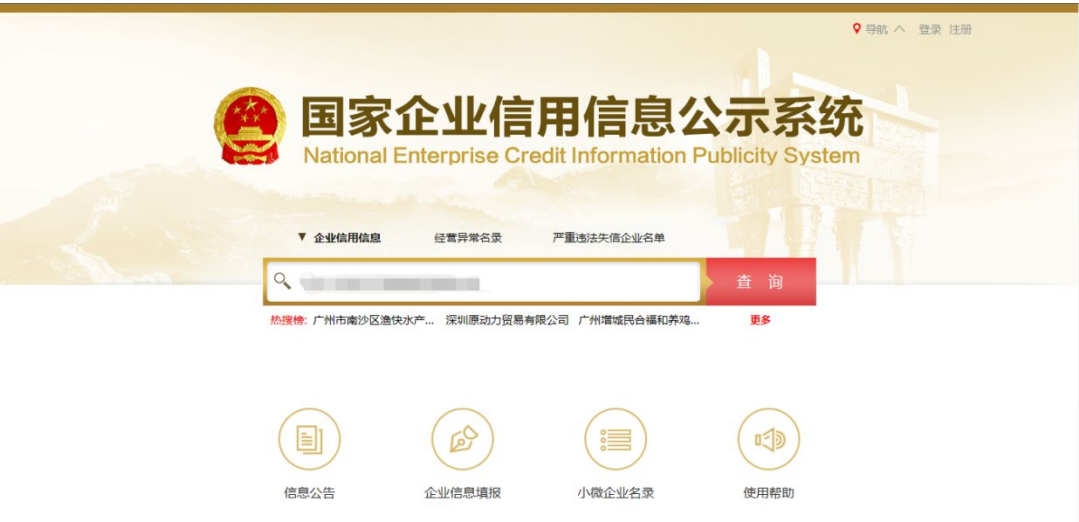 导航 登录 注册
国家企业信用信息公示系统
National Enterprise Credit Information Publicity System
企业信用信息 经营异常名录 严重违法失信企业名单
查 询
热搜榜: 广州市南沙区渔快水产... 深圳原动力贸易有限公司 广州增城民合福和养鸡... 更多
信息公告 企业信息填报 小微企业名录 使用帮助